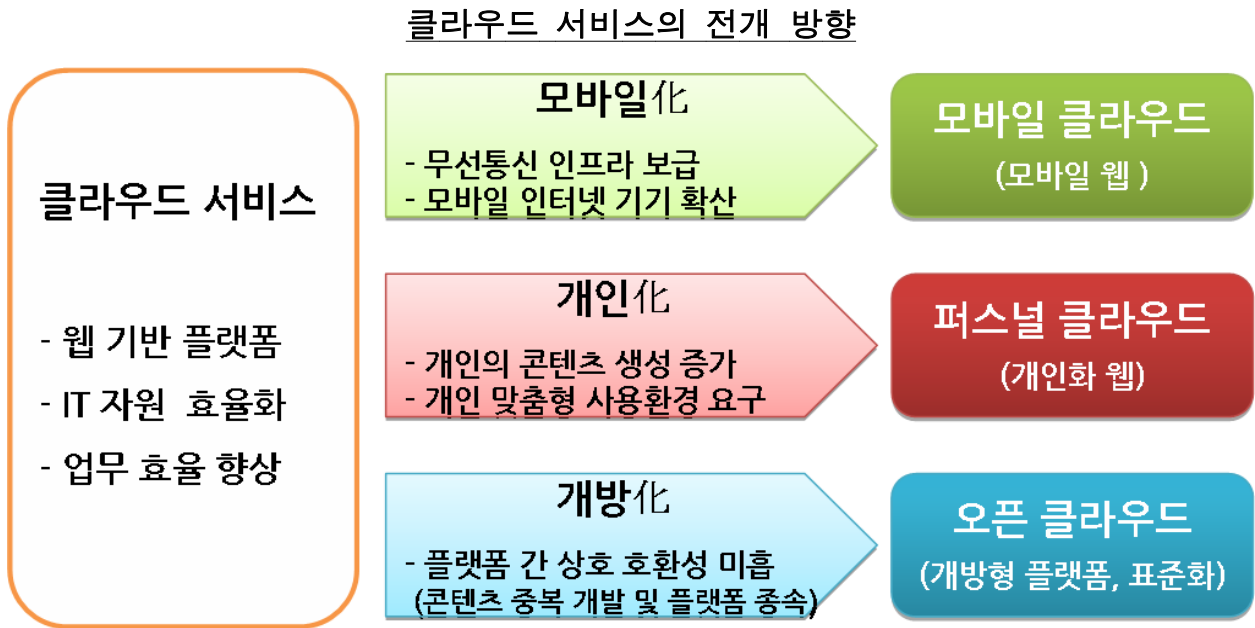 클라우드 서비스의 전개 방향
클라우드 서비스
- 웹 기반 플랫폼
- IT 자원 효율화
- 업무 효율 향상
모바일化
- 무선통신 인프라 보급
- 모바일 인터넷 기기 확산
모바일 클라우드
(모바일 웹 )
개인化
- 개인의 콘텐츠 생성 증가
- 개인 맞춤형 사용환경 요구
퍼스널 클라우드
(개인화 웹)
개방化
- 플랫폼 간 상호 호환성 미흡
(콘텐츠 중복 개발 및 플랫폼 종속)
오픈 클라우드
(개방형 플랫폼, 표준화)